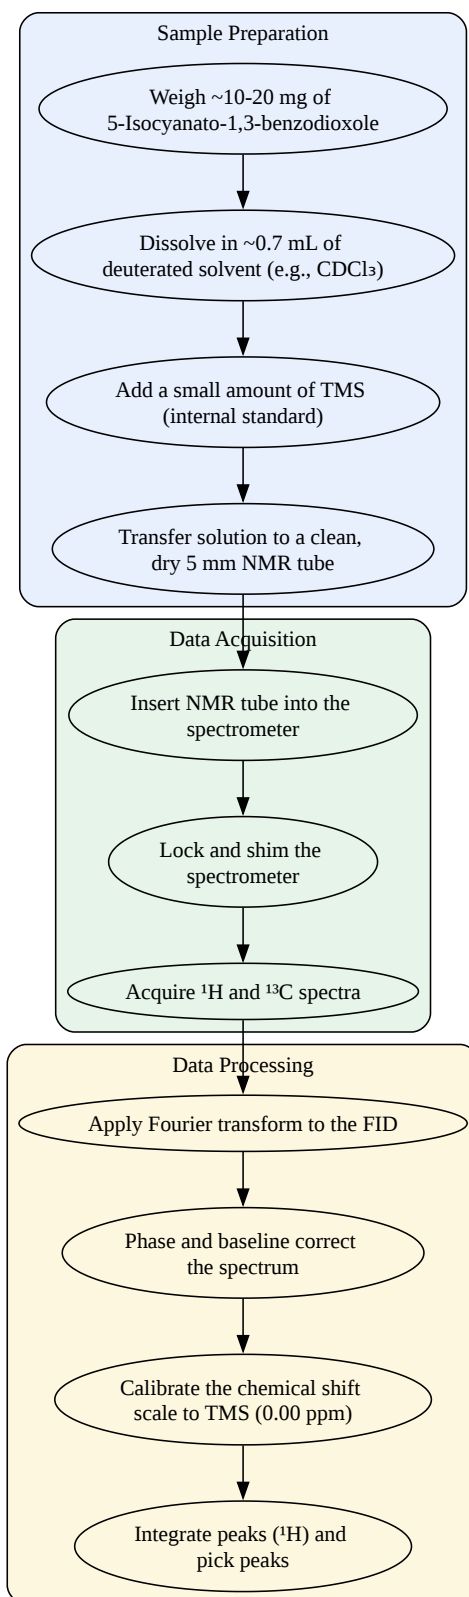 Sample Preparation
Weigh ~10-20 mg of
5-Isocyanato-1,3-benzodioxole
Dissolve in ~0.7 mL of
deuterated solvent (e.g., CDCl₃)
Add a small amount of TMS
(internal standard)
Transfer solution to a clean,
dry 5 mm NMR tube
Data Acquisition
Insert NMR tube into the
spectrometer
Lock and shim the
spectrometer
Acquire ¹H and ¹³C spectra
Data Processing
Apply Fourier transform to the FID
Phase and baseline correct
the spectrum
Calibrate the chemical shift
scale to TMS (0.00 ppm)
Integrate peaks (¹H) and
pick peaks